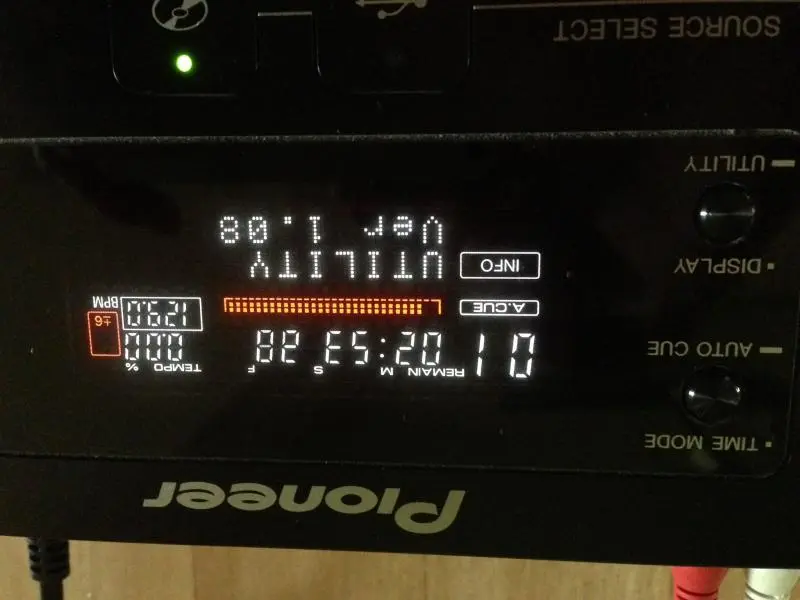 Pioneer
• TIME MODE
AUTO CUE
REMAIN M S F
01 02:53 28
TEMPO %
0.00
±6
A.CUE
129.0
BPM
INFO
UTILITY
Ver 1.08
• DISPLAY
UTILITY
SOURCE SELECT